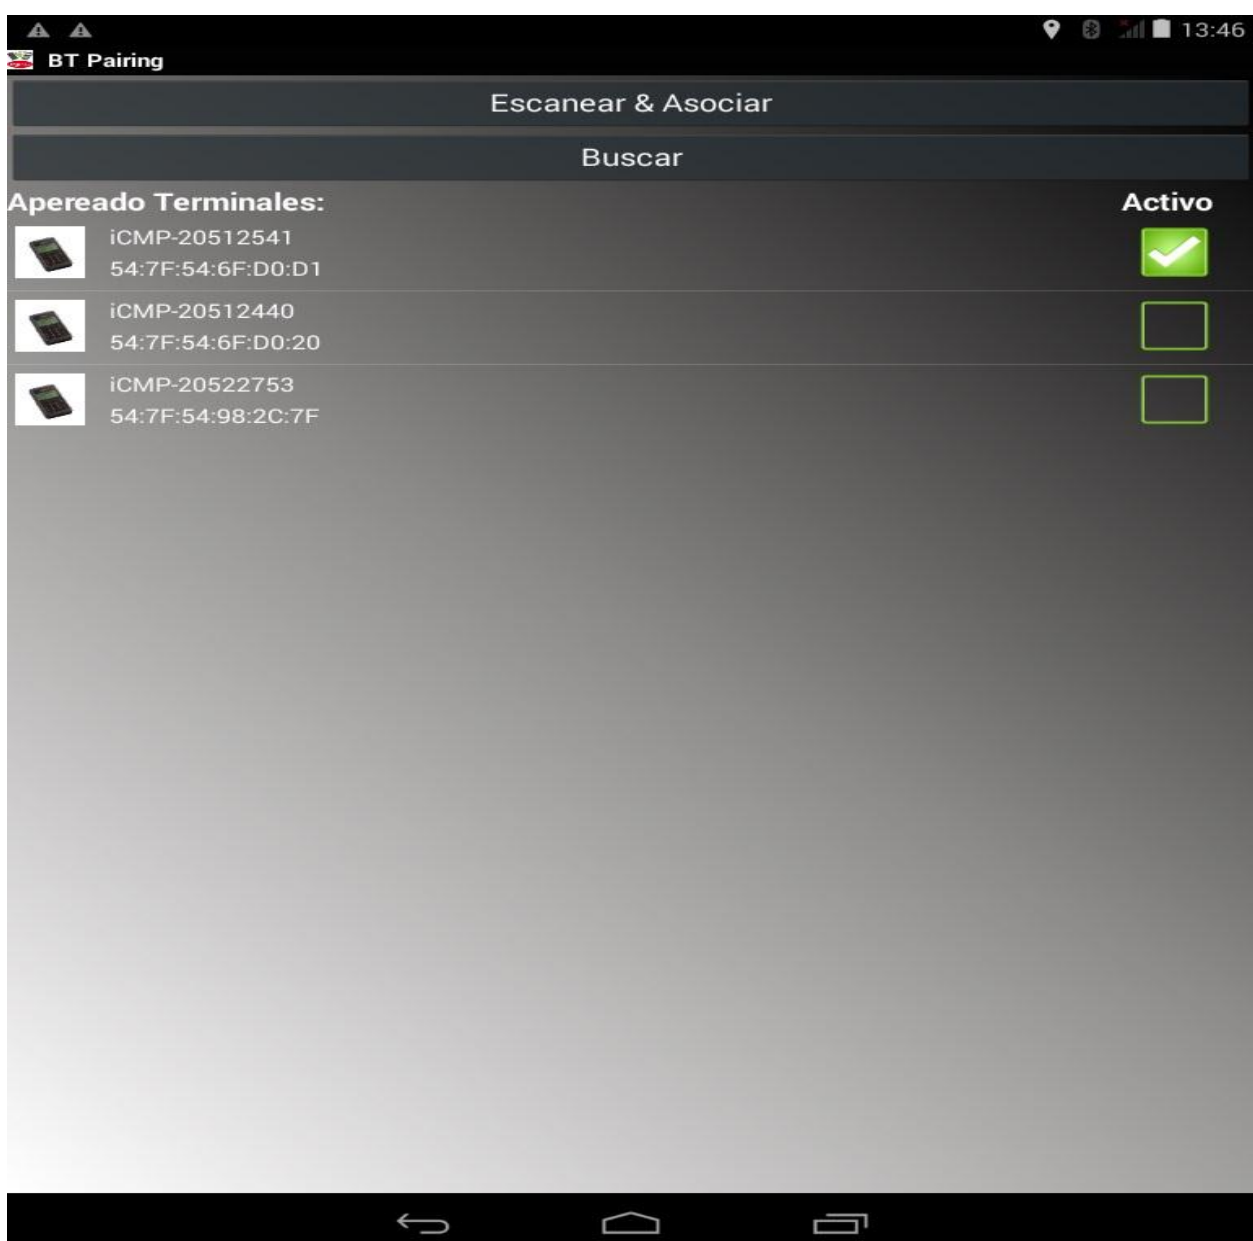 13:46
BT Pairing
Escanear & Asociar
Buscar
Apereado Terminales: Activo
iCMP-20512541
54:7F:54:6F:D0:D1
iCMP-20512440
54:7F:54:6F:D0:20
iCMP-20522753
54:7F:54:98:2C:7F